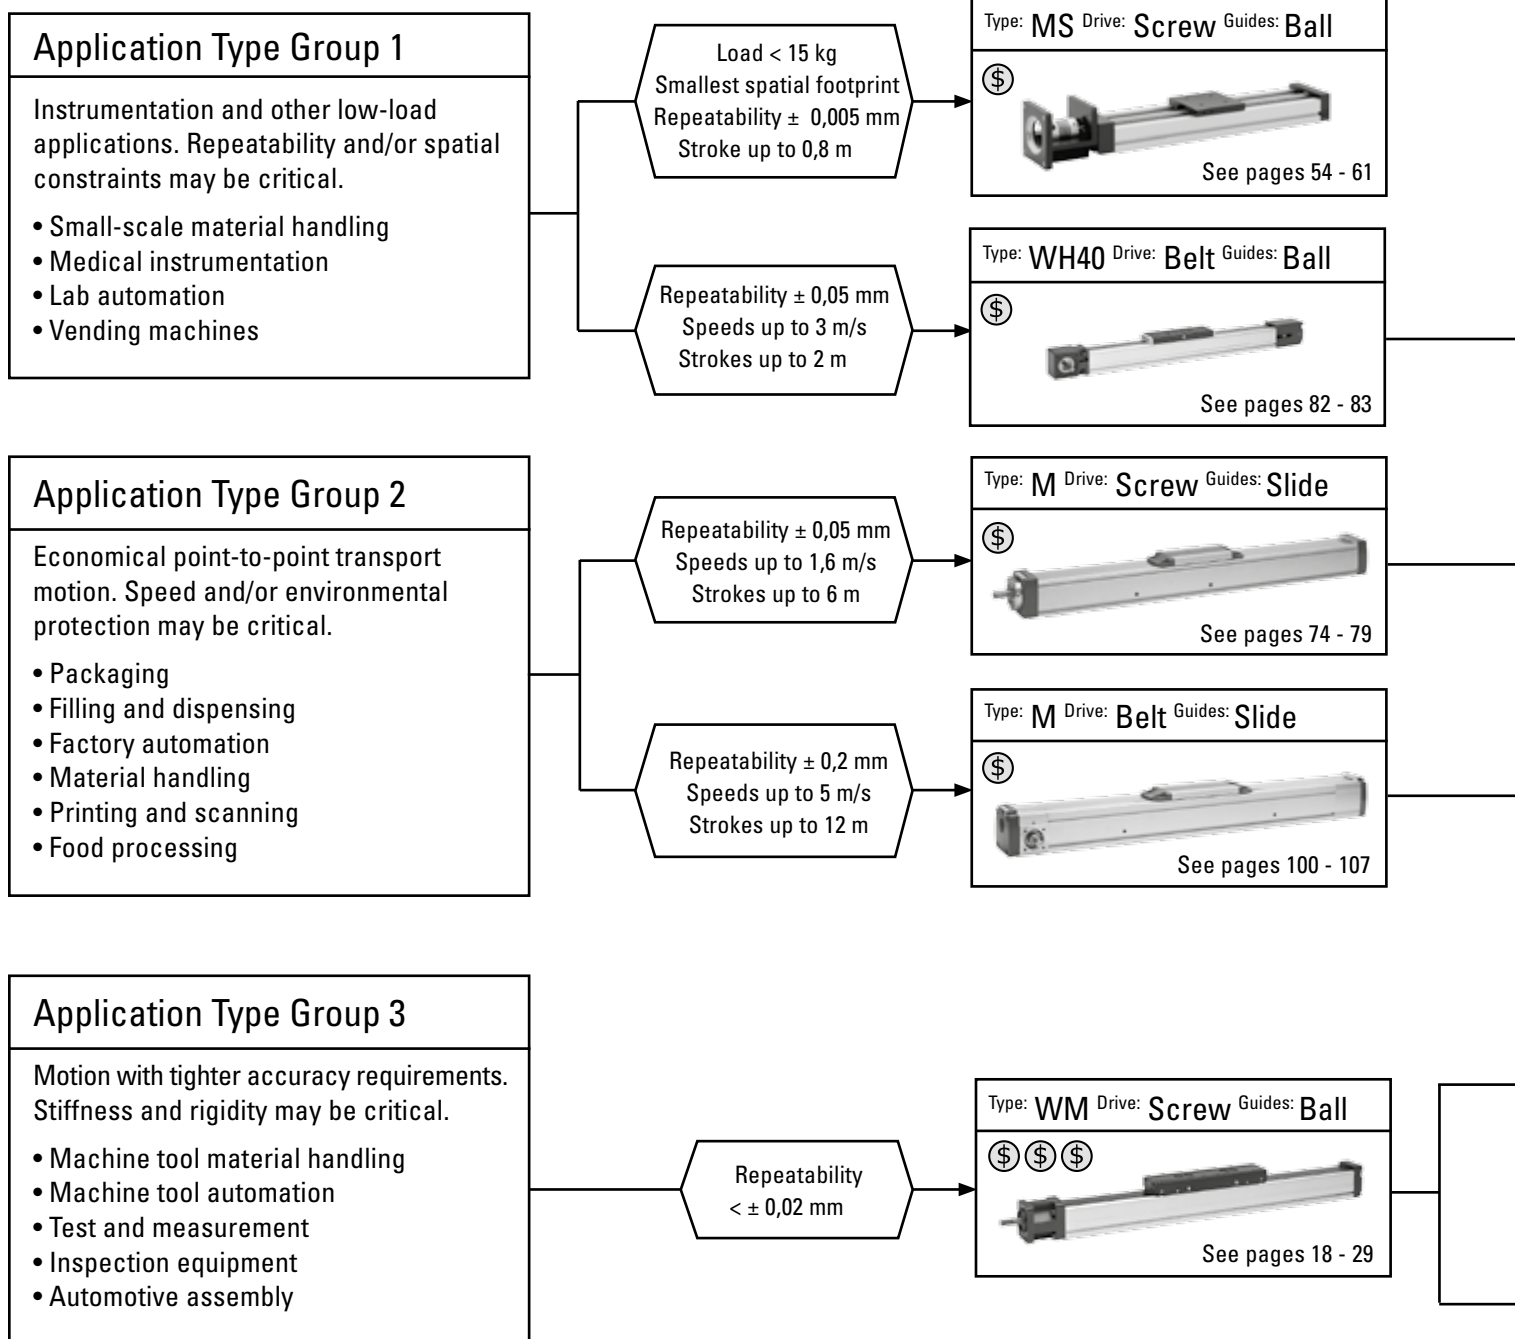 Application Type Group 1
Instrumentation and other low-load
applications. Repeatability and/or spatial
constraints may be critical.
• Small-scale material handling
• Medical instrumentation
• Lab automation
• Vending machines
Load < 15 kg
Smallest spatial footprint
Repeatability ± 0,005 mm
Stroke up to 0,8 m
Type: MS Drive: Screw Guides: Ball
$
See pages 54 - 61
Repeatability ± 0,05 mm
Speeds up to 3 m/s
Strokes up to 2 m
Type: WH40 Drive: Belt Guides: Ball
$
See pages 82 - 83
Application Type Group 2
Economical point-to-point transport
motion. Speed and/or environmental
protection may be critical.
• Packaging
• Filling and dispensing
• Factory automation
• Material handling
• Printing and scanning
• Food processing
Repeatability ± 0,05 mm
Speeds up to 1,6 m/s
Strokes up to 6 m
Type: M Drive: Screw Guides: Slide
$
See pages 74 - 79
Repeatability ± 0,2 mm
Speeds up to 5 m/s
Strokes up to 12 m
Type: M Drive: Belt Guides: Slide
$
See pages 100 - 107
Application Type Group 3
Motion with tighter accuracy requirements.
Stiffness and rigidity may be critical.
• Machine tool material handling
• Machine tool automation
• Test and measurement
• Inspection equipment
• Automotive assembly
Repeatability
< ± 0,02 mm
Type: WM Drive: Screw Guides: Ball
$ $ $
See pages 18 - 29